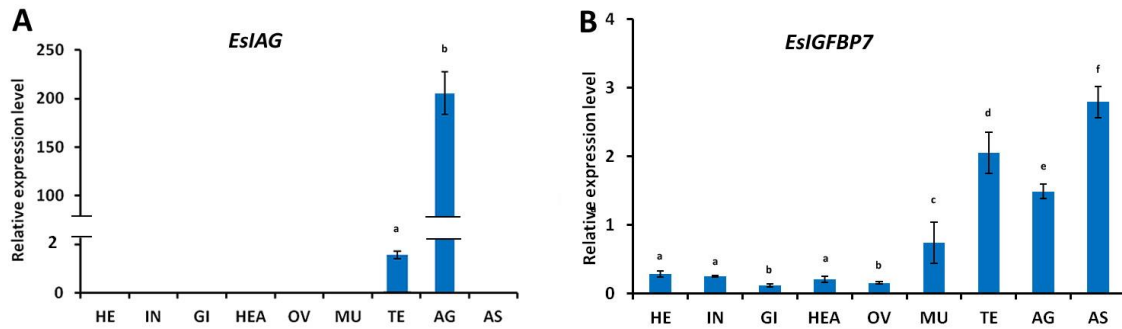 A
EsIAG
Relative expression level
250
200
150
100
2
0
a
b
HE IN GI HEA OV MU TE AG AS
B
EsIGFBP7
Relative expression level
4
3
2
1
0
a a b a b c d e f
HE IN GI HEA OV MU TE AG AS